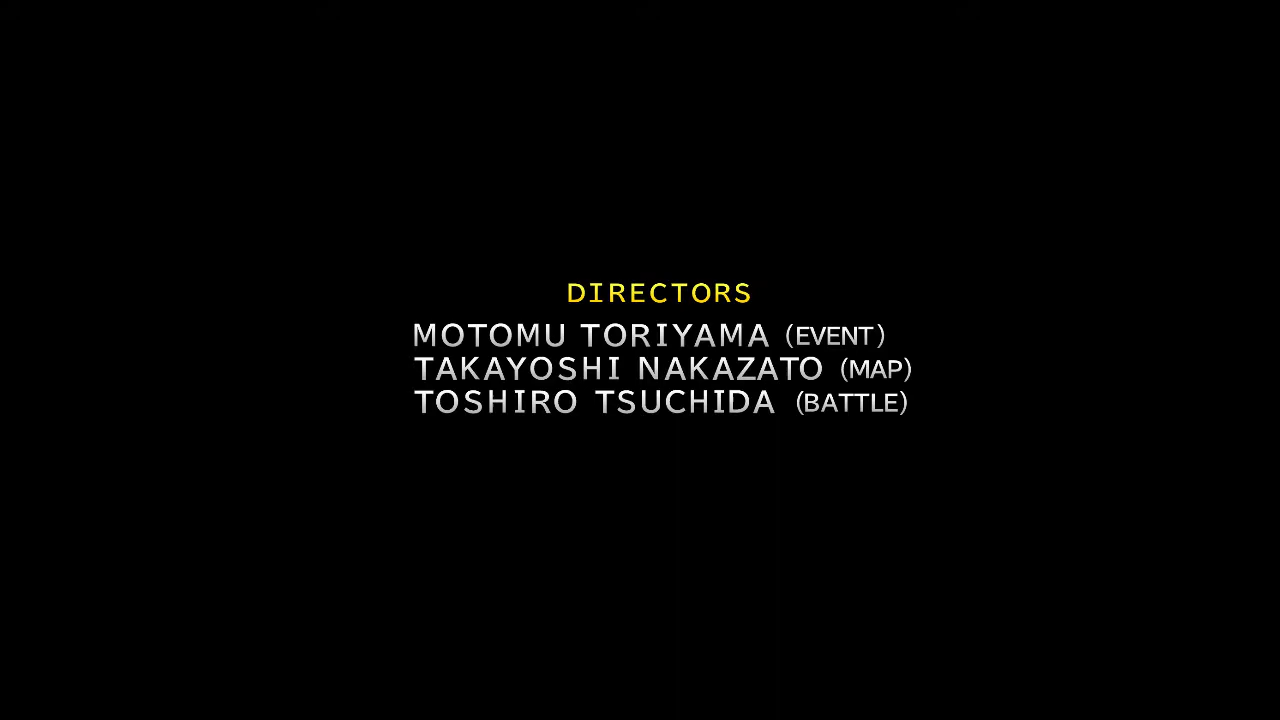 DIRECTORS
MOTOMU TORIYAMA (EVENT)
TAKAYOSHI NAKAZATO (MAP)
TOSHIRO TSUCHIDA (BATTLE)